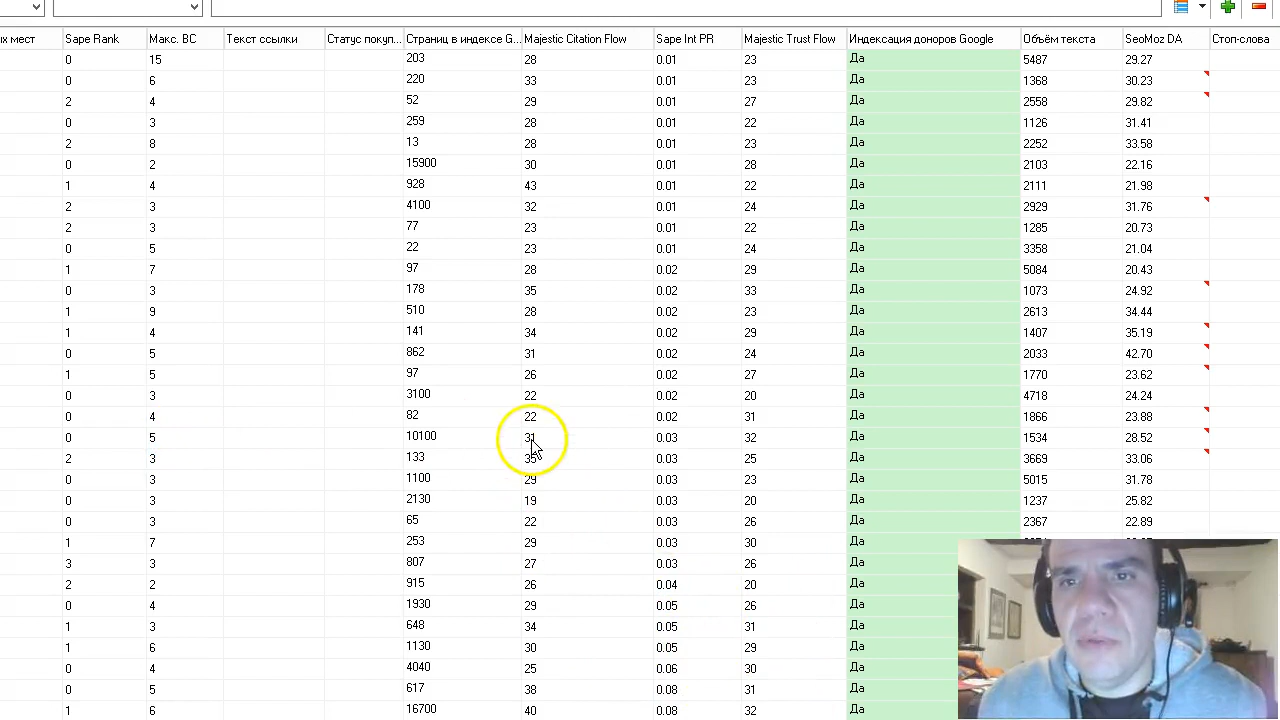 ых мест Sape Rank Макс. ВС Текст ссылки Статус покуп... Страниц в индексе G... Majestic Citation Flow Sape Int PR Majestic Trust Flow Индексация доноров Google Объём текста SeoMoz DA Стоп-слова
0 15 203 28 0.01 23 Да 5487 29.27
0 6 220 33 0.01 28 Да 1368 30.23
2 4 52 29 0.01 27 Да 2558 29.82
0 3 259 28 0.01 22 Да 1126 31.41
2 8 13 28 0.01 23 Да 2252 33.58
0 2 15900 30 0.01 28 Да 2103 22.16
1 4 928 43 0.01 22 Да 2111 21.98
2 3 4100 32 0.01 24 Да 2929 31.76
2 3 77 23 0.01 22 Да 1285 20.73
0 5 22 23 0.01 24 Да 3358 21.04
1 7 97 28 0.02 29 Да 5084 20.43
0 3 178 35 0.02 33 Да 1073 24.92
1 9 510 28 0.02 23 Да 2613 34.44
1 4 141 34 0.02 29 Да 1407 35.19
0 5 862 31 0.02 24 Да 2033 42.70
1 5 97 26 0.02 27 Да 1770 23.62
0 3 3100 22 0.02 20 Да 4718 24.24
0 4 82 22 0.02 31 Да 1866 23.88
0 5 10100 31 0.03 32 Да 1534 28.52
2 3 133 35 0.03 25 Да 3669 33.06
0 3 1100 29 0.03 23 Да 5015 31.78
0 3 2130 19 0.03 20 Да 1237 25.82
0 3 65 22 0.03 26 Да 2367 22.89
1 7 253 29 0.03 30 Да
3 3 807 27 0.03 26 Да
2 2 915 26 0.04 20 Да
0 4 1930 29 0.05 26 Да
1 3 648 34 0.05 31 Да
1 6 1130 30 0.05 29 Да
0 4 4040 25 0.06 30 Да
0 5 617 38 0.08 31 Да
1 6 16700 40 0.08 32 Да